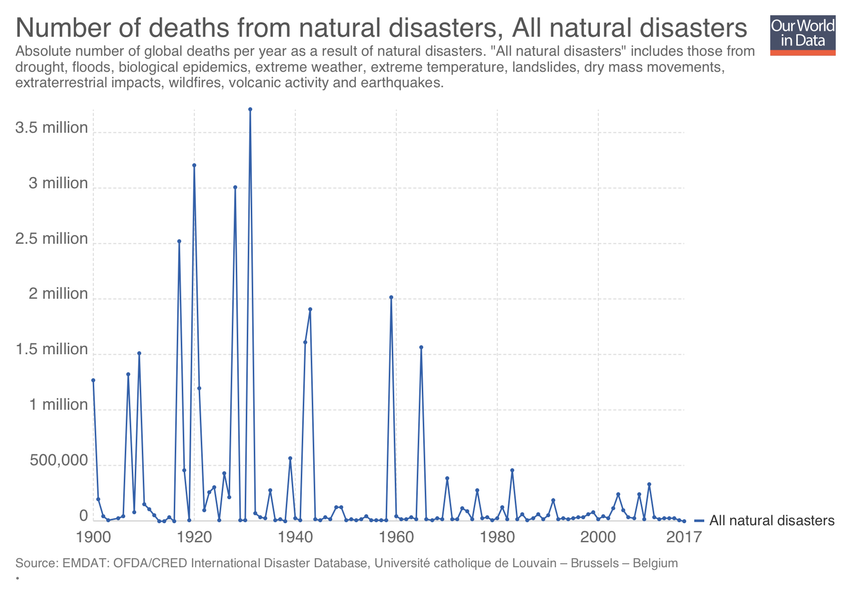 Number of deaths from natural disasters, All natural disasters
Our World
in Data
Absolute number of global deaths per year as a result of natural disasters. "All natural disasters" includes those from
drought, floods, biological epidemics, extreme weather, extreme temperature, landslides, dry mass movements,
extraterrestrial impacts, wildfires, volcanic activity and earthquakes.
3.5 million
3 million
2.5 million
2 million
1.5 million
1 million
500,000
0
1900 1920 1940 1960 1980 2000 2017
All natural disasters
Source: EMDAT: OFDA/CRED International Disaster Database, Université catholique de Louvain – Brussels – Belgium
•